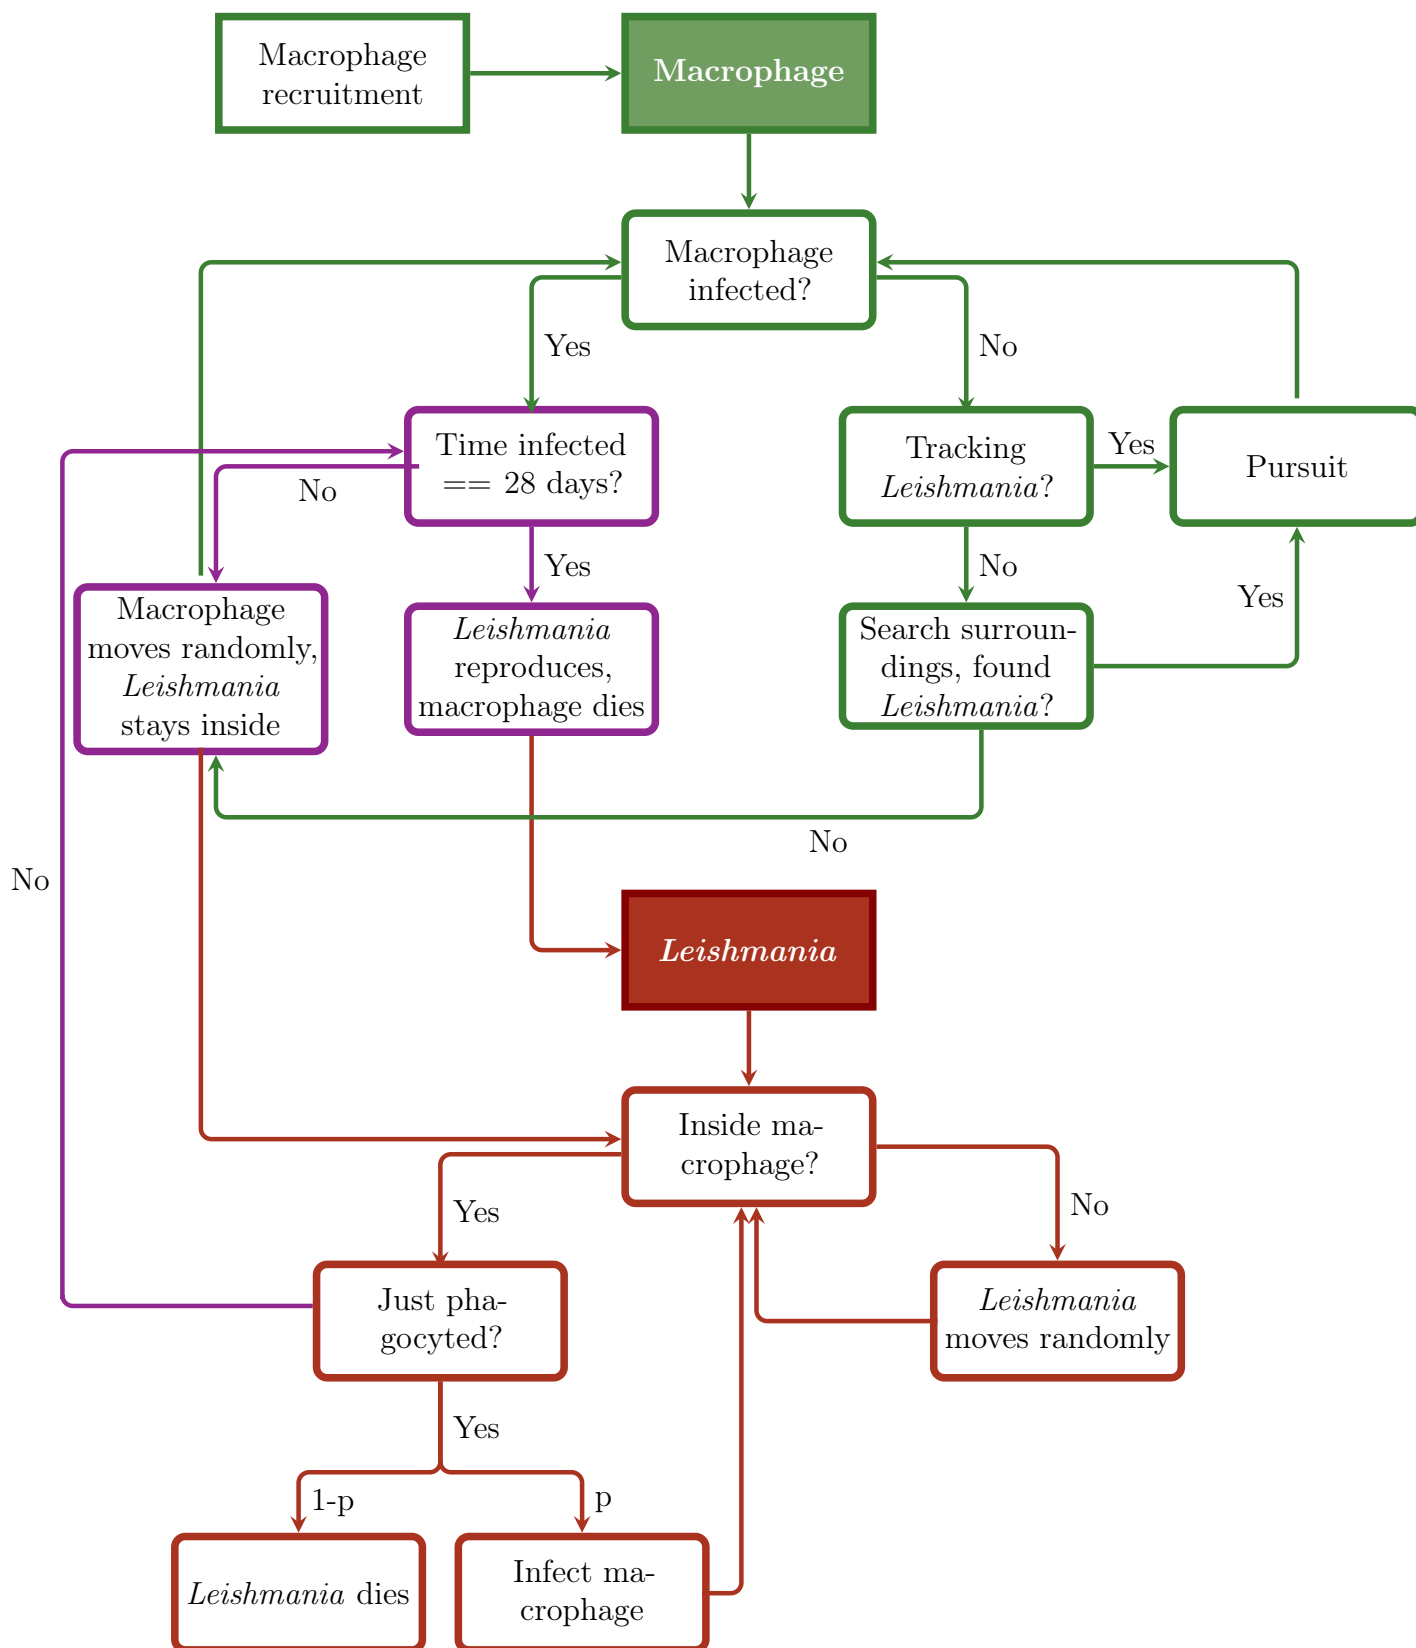 Macrophage
recruitment
Macrophage
Macrophage
infected?
Yes
No
Time infected
== 28 days?
Tracking
Leishmania?
Yes
Pursuit
No
Yes
No
Yes
Macrophage
moves randomly,
Leishmania
stays inside
Leishmania
reproduces,
macrophage dies
Search surroun-
dings, found
Leishmania?
No
No
Leishmania
Inside ma-
crophage?
Yes
No
Just pha-
gocyted?
Leishmania
moves randomly
Yes
1-p
p
Leishmania dies
Infect ma-
crophage